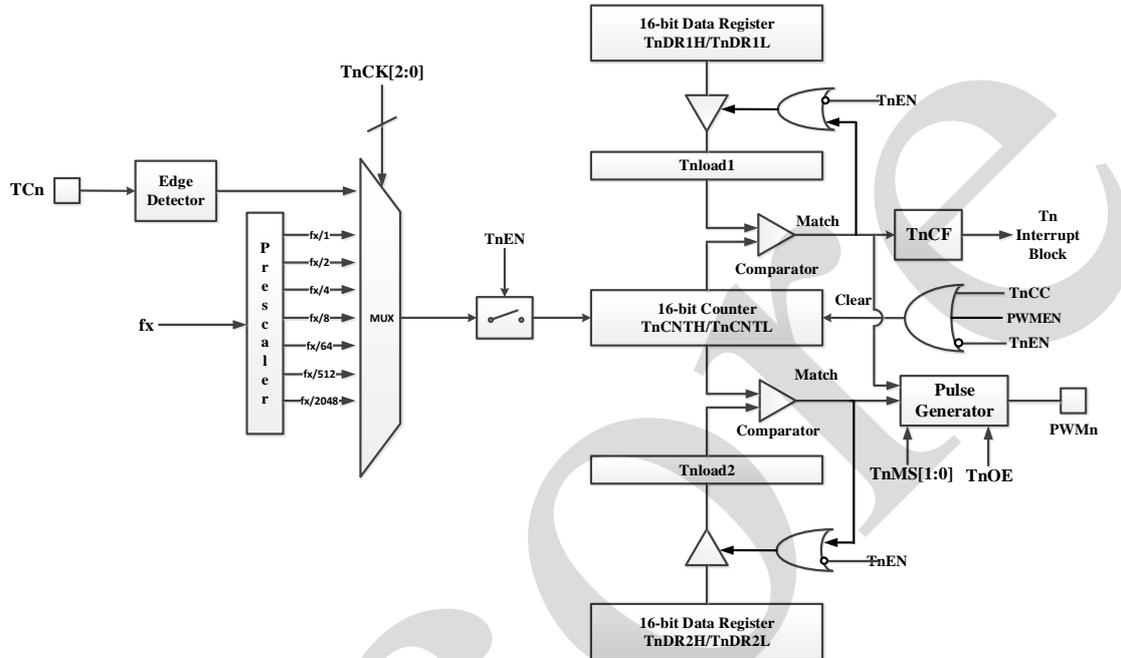 16-bit Data Register
TnDR1H/TnDR1L
TnCK[2:0]
TnEN
Tnload1
TCn
Edge
Detector
Prescaler
fx/1
fx/2
fx/4
fx/8
fx/64
fx/512
fx/2048
fx
MUX
TnEN
Match
Comparator
TnCF
Tn
Interrupt
Block
16-bit Counter
TnCNTH/TnCNTL
Clear
TnCC
PWMEN
TnEN
Match
Comparator
Pulse
Generator
PWMn
TnMS[1:0]
TnOE
Tnload2
TnEN
16-bit Data Register
TnDR2H/TnDR2L